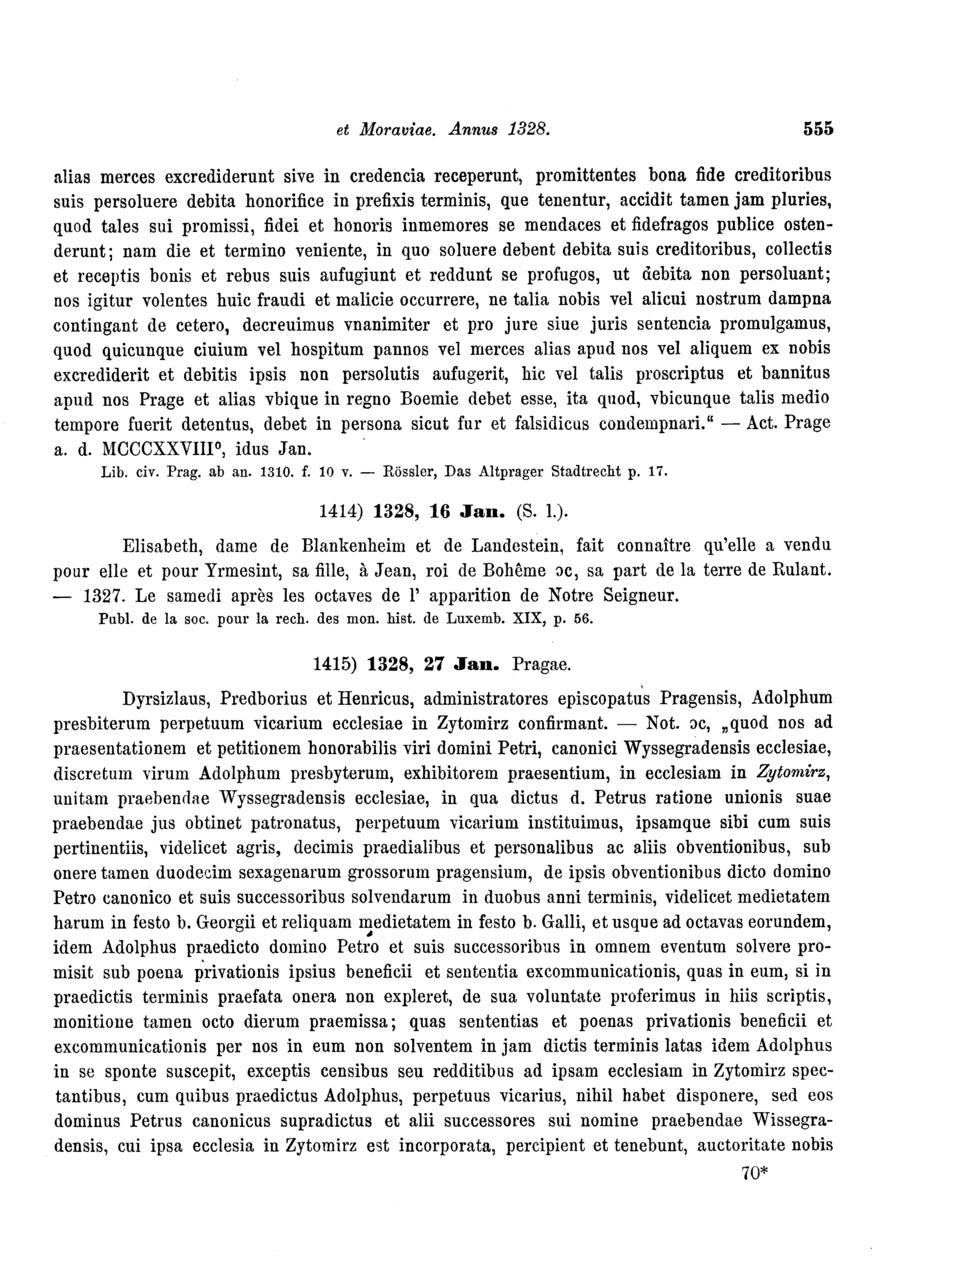 et Moraviae. Annus 1328. 555
alias merces excrediderunt sive in credencia receperunt, promittentes bona fide creditoribus
suis persoluere debita honorifice in prefixis terminis, que tenentur, accidit tamen jam pluries,
quod tales sui promissi, fidei et honoris inmemores se mendaces et fidefragos publice osten-
derunt; nam die et termino veniente, in quo soluere debent debita suis creditoribus, collectis
et receptis bonis et rebus suis aufugiunt et reddunt se profugos, ut debita non persoluant;
nos igitur volentes huic fraudi et malicie occurrere, ne talia nobis vel alicui nostrum dampna
contingant de cetero, decreuimus vnanimiter et pro jure siue juris sentencia promulgamus,
quod quicunque ciuium vel hospitum pannos vel merces alias apud nos vel aliquem ex nobis
excrediderit et debitis ipsis non persolutis aufugerit, hic vel talis proscriptus et bannitus
apud nos Prage et alias vbique in regno Boemie debet esse, ita quod, vbicunque talis medio
tempore fuerit detentus, debet in persona sicut fur et falsidicus condempnari.“ — Act. Prage
a. d. MCCCXXVIII⁰, idus Jan.
Lib. civ. Prag. ab an. 1310. f. 10 v. — Rössler, Das Altprager Stadtrecht p. 17.
1414) 1328, 16 Jan. (S. l.).
Elisabeth, dame de Blankenheim et de Landestein, fait connaître qu'elle a vendu
pour elle et pour Yrmesint, sa fille, à Jean, roi de Bohême ɔc, sa part de la terre de Rulant.
— 1327. Le samedi après les octaves de l' apparition de Notre Seigneur.
Publ. de la soc. pour la rech. des mon. hist. de Luxemb. XIX, p. 56.
1415) 1328, 27 Jan. Pragae.
Dyrsizlaus, Predborius et Henricus, administratores episcopatus Pragensis, Adolphum
presbiterum perpetuum vicarium ecclesiae in Zytomirz confirmant. — Not. ɔc, „quod nos ad
praesentationem et petitionem honorabilis viri domini Petri, canonici Wyssegradensis ecclesiae,
discretum virum Adolphum presbyterum, exhibitorem praesentium, in ecclesiam in Zytomirz,
unitam praebendae Wyssegradensis ecclesiae, in qua dictus d. Petrus ratione unionis suae
praebendae jus obtinet patronatus, perpetuum vicarium instituimus, ipsamque sibi cum suis
pertinentiis, videlicet agris, decimis praedialibus et personalibus ac aliis obventionibus, sub
onere tamen duodecim sexagenarum grossorum pragensium, de ipsis obventionibus dicto domino
Petro canonico et suis successoribus solvendarum in duobus anni terminis, videlicet medietatem
harum in festo b. Georgii et reliquam medietatem in festo b. Galli, et usque ad octavas eorundem,
idem Adolphus praedicto domino Petro et suis successoribus in omnem eventum solvere pro-
misit sub poena privationis ipsius beneficii et sententia excommunicationis, quas in eum, si in
praedictis terminis praefata onera non expleret, de sua voluntate proferimus in hiis scriptis,
monitione tamen octo dierum praemissa; quas sententias et poenas privationis beneficii et
excommunicationis per nos in eum non solventem in jam dictis terminis latas idem Adolphus
in se sponte suscepit, exceptis censibus seu redditibus ad ipsam ecclesiam in Zytomirz spec-
tantibus, cum quibus praedictus Adolphus, perpetuus vicarius, nihil habet disponere, sed eos
dominus Petrus canonicus supradictus et alii successores sui nomine praebendae Wissegra-
densis, cui ipsa ecclesia in Zytomirz est incorporata, percipient et tenebunt, auctoritate nobis
70*